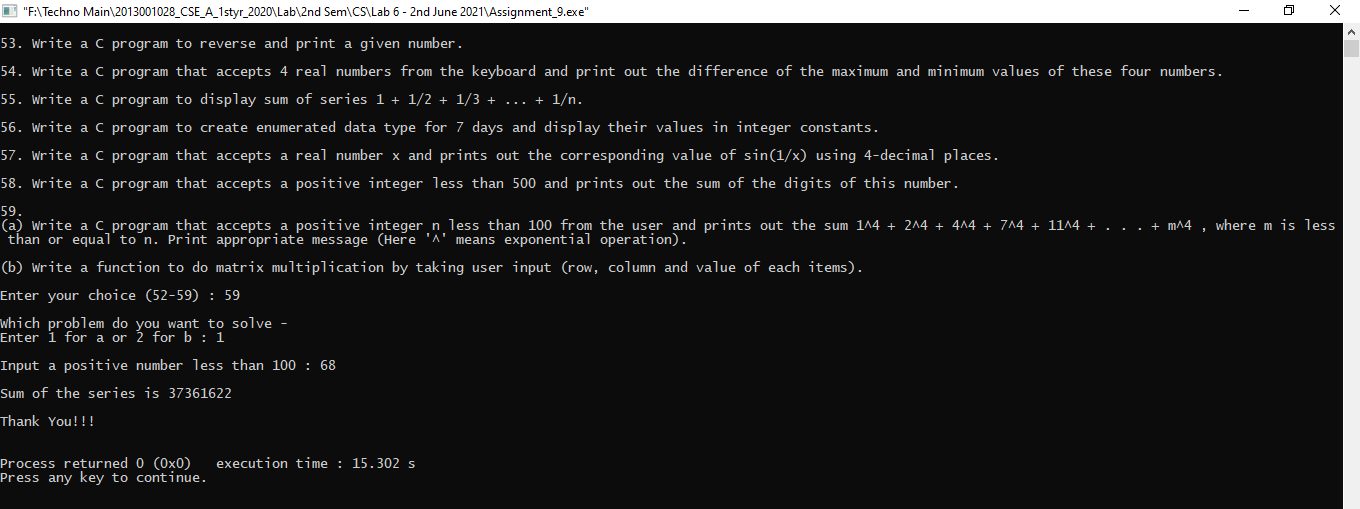 "F:\Techno Main\2013001028_CSE_A_1styr_2020\Lab\2nd Sem\CS\Lab 6 - 2nd June 2021\Assignment_9.exe"
53. Write a C program to reverse and print a given number.
54. Write a C program that accepts 4 real numbers from the keyboard and print out the difference of the maximum and minimum values of these four numbers.
55. Write a C program to display sum of series 1 + 1/2 + 1/3 + ... + 1/n.
56. Write a C program to create enumerated data type for 7 days and display their values in integer constants.
57. Write a C program that accepts a real number x and prints out the corresponding value of sin(1/x) using 4-decimal places.
58. Write a C program that accepts a positive integer less than 500 and prints out the sum of the digits of this number.
59.
(a) Write a C program that accepts a positive integer n less than 100 from the user and prints out the sum 1^4 + 2^4 + 4^4 + 7^4 + 11^4 + . . . + m^4 , where m is less
than or equal to n. Print appropriate message (Here '^' means exponential operation).
(b) Write a function to do matrix multiplication by taking user input (row, column and value of each items).
Enter your choice (52-59) : 59
Which problem do you want to solve -
Enter 1 for a or 2 for b : 1
Input a positive number less than 100 : 68
Sum of the series is 37361622
Thank You!!!
Process returned 0 (0x0)   execution time : 15.302 s
Press any key to continue.